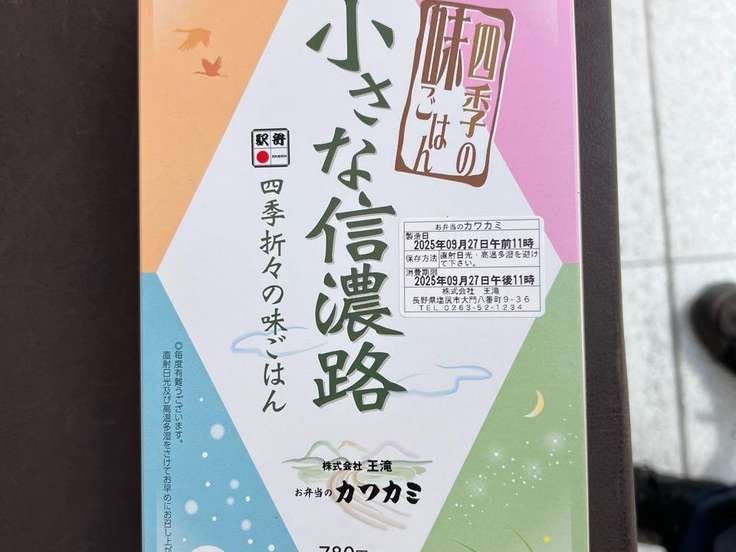 四季の
味ごはん
小さな信濃路
駅弁
四季折々の味ごはん
お弁当のカワカミ
製造日
2025年09月27日午前11時
保存方法 直射日光・高温多湿を避け
て下さい。
消費期限
2025年09月27日午後11時
株式会社 王滝
長野県塩尻市大門八番町9-36
TEL 0263-52-1234
◎毎度有難うございます。
直射日光及び高温多湿をさけてお早めにお召し上が
株式会社 王滝
お弁当のカワカミ
780円